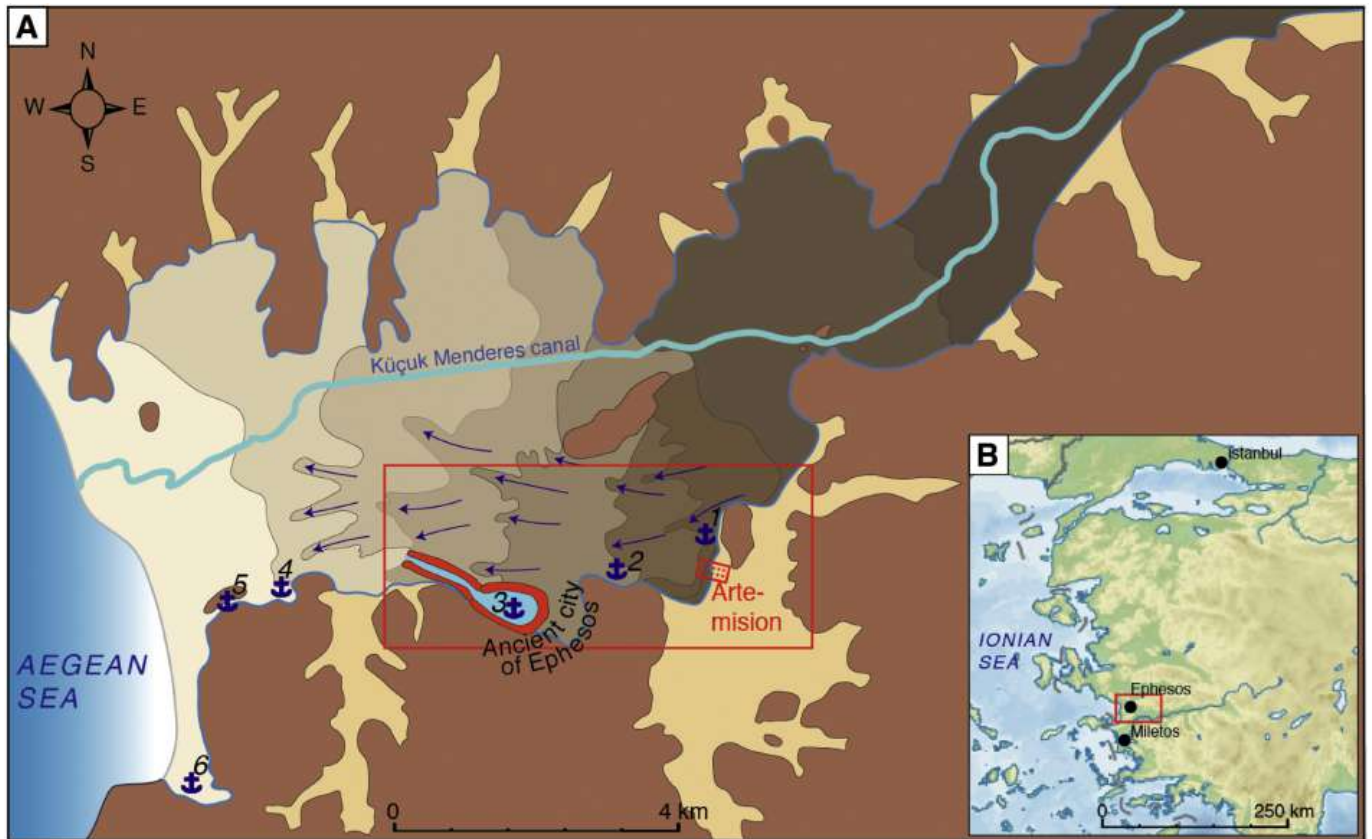 A
N
W E
S
Küçuk Menderes canal
1
2
3
4
5
6
Arte-
mision
Ancient city
of Ephesos
AEGEAN
SEA
0 4 km
B
İstanbul
IONIAN
SEA
Ephesos
Miletos
0 250 km